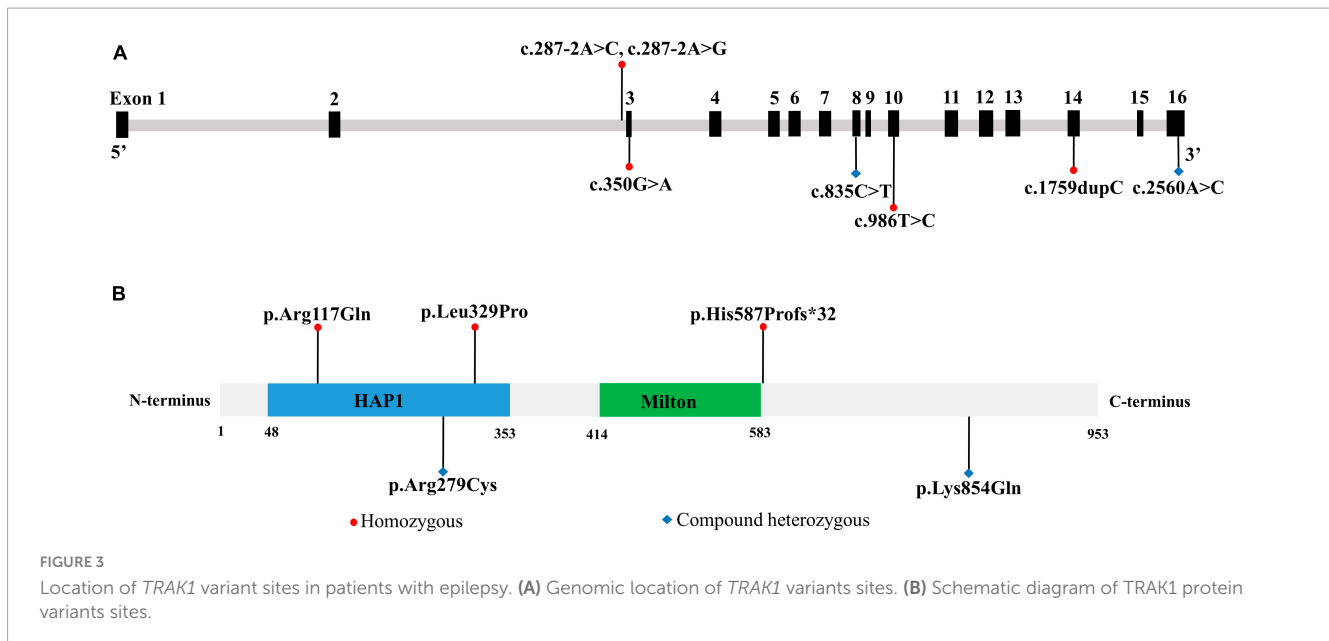 A
c.287-2A>C, c.287-2A>G
Exon 1 2 3 4 5 6 7 8 9 10 11 12 13 14 15 16
5’ 3’
c.350G>A c.835C>T c.1759dupC c.2560A>C
c.986T>C
B
p.Arg117Gln p.Leu329Pro p.His587Profs*32
N-terminus HAP1 Milton C-terminus
1 48 353 414 583 953
p.Arg279Cys p.Lys854Gln
Homozygous Compound heterozygous
FIGURE 3
Location of TRAK1 variant sites in patients with epilepsy. (A) Genomic location of TRAK1 variants sites. (B) Schematic diagram of TRAK1 protein
variants sites.